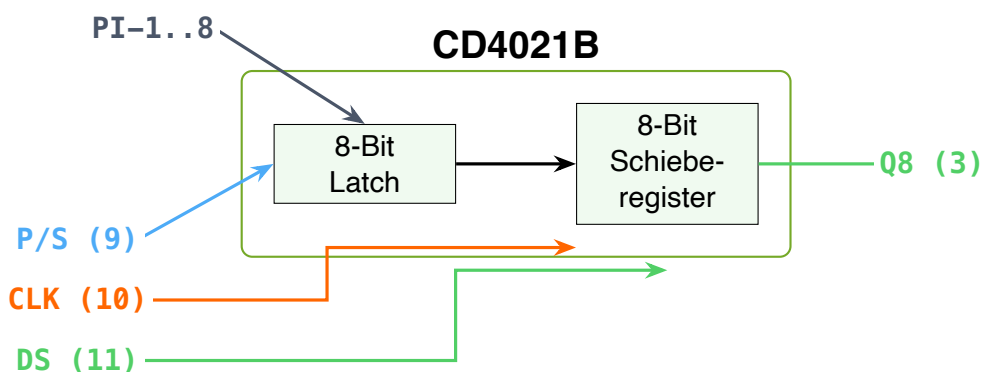 PI–1..8
CD4021B
8-Bit
Latch
8-Bit
Schiebe-
register
Q8 (3)
P/S (9)
CLK (10)
DS (11)